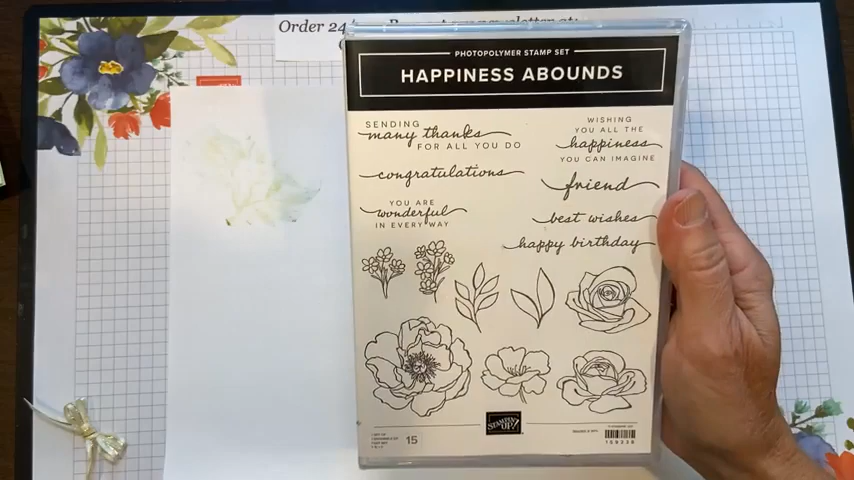 Order 24
PHOTOPOLYMER STAMP SET
HAPPINESS ABOUNDS
SENDING
many thanks
FOR ALL YOU DO
WISHING
YOU ALL THE
happiness
YOU CAN IMAGINE
congratulations
friend
YOU ARE
wonderful
IN EVERY WAY
best wishes
happy birthday
STAMPIN' UP!
15